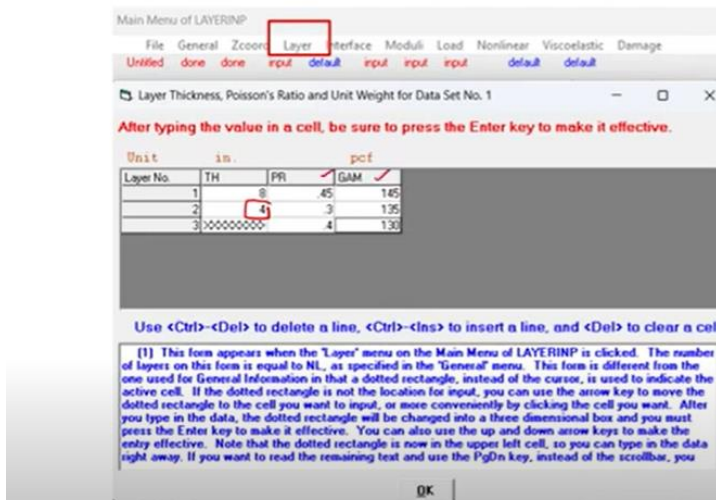 Main Menu of LAYERINP
File General Zcoord Layer Interface Moduli Load Nonlinear Viscoelastic Damage
Untitled done done input default input input input default default
Layer Thickness, Poisson's Ratio and Unit Weight for Data Set No. 1
After typing the value in a cell, be sure to press the Enter key to make it effective.
Unit in. pcf
Layer No. TH PR GAM
1 8 .45 145
2 4 .3 135
3 XXXXXXXXX .4 130
Use <Ctrl>-<Del> to delete a line, <Ctrl>-<Ins> to insert a line, and <Del> to clear a cel
(1) This form appears when the "Layer" menu on the Main Menu of LAYERINP is clicked. The number
of layers on this form is equal to NL, as specified in the "General" menu. This form is different from the
one used for General Information in that a dotted rectangle, instead of the cursor, is used to indicate the
active cell. If the dotted rectangle is not the location for input, you can use the arrow key to move the
dotted rectangle to the cell you want to input, or more conveniently by clicking the cell you want. After
you type in the data, the dotted rectangle will be changed into a three dimensional box and you must
press the Enter key to make it effective. You can also use the up and down arrow keys to make the
entry effective. Note that the dotted rectangle is now in the upper left cell, so you can type in the data
right away. If you want to read the remaining text and use the PgDn key, instead of the scrollbar, you
OK